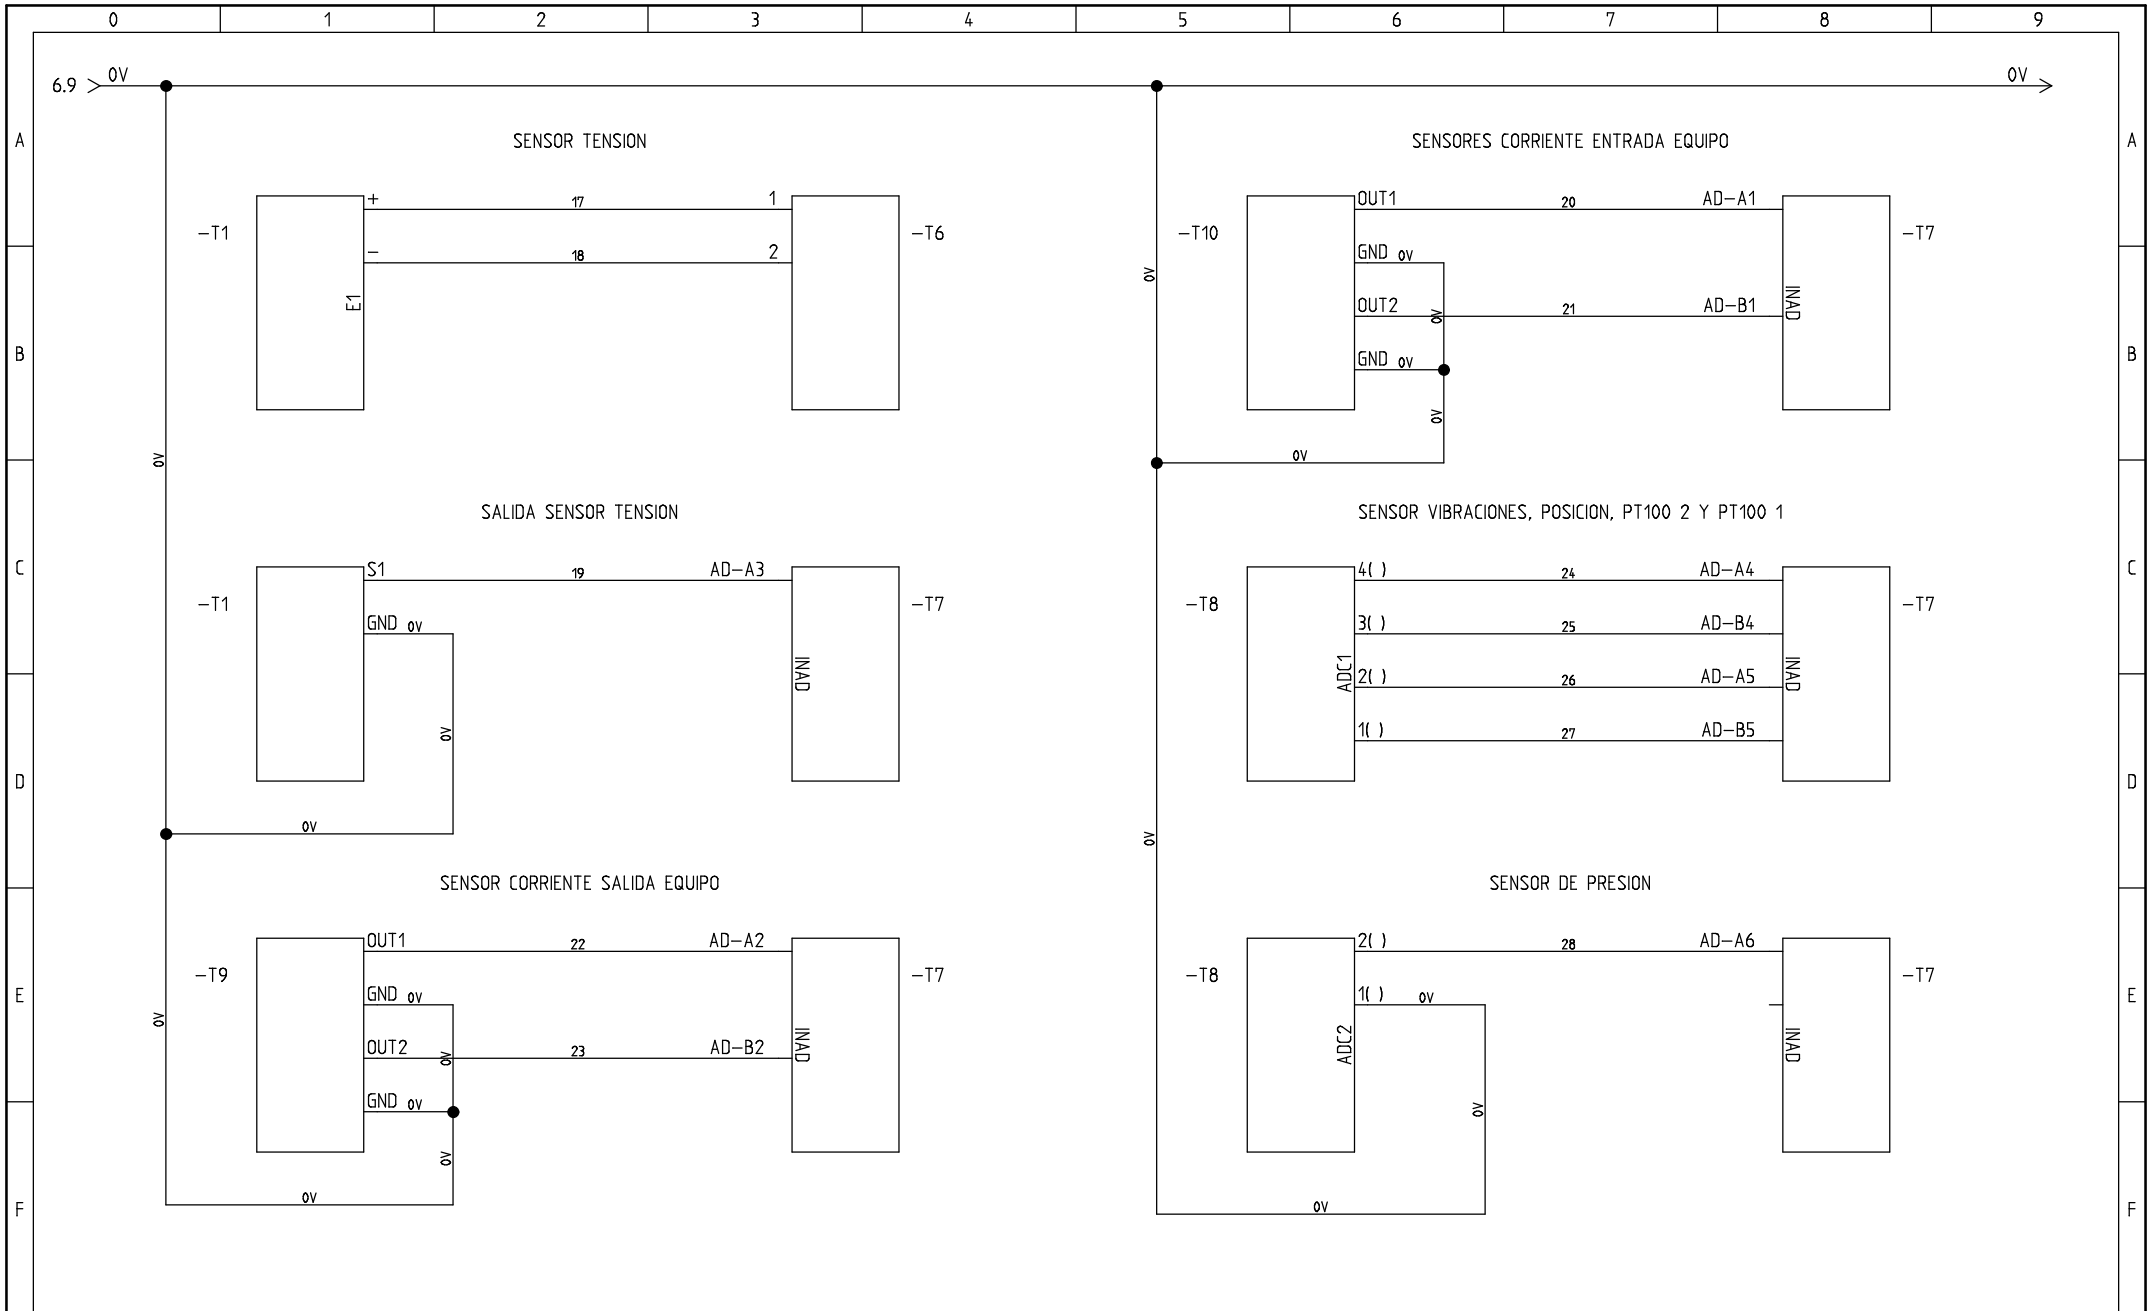 0 1 2 3 4 5 6 7 8 9
6.9 > 0V 0V
A A
SENSOR TENSION SENSORES CORRIENTE ENTRADA EQUIPO
+ 17 1
-T1 -T6
- 18 2
E1
OUT1 20 AD-A1
-T10 -T7
GND 0V
0V
OUT2 0V 21 AD-B1
INAD
GND 0V
0V
0V
B B
0V
SALIDA SENSOR TENSION SENSOR VIBRACIONES, POSICION, PT100 2 Y PT100 1
C C
S1 19 AD-A3
-T1 -T7
GND 0V
INAD
0V
0V
4( ) 24 AD-A4
-T8 -T7
3( ) 25 AD-B4
ADC1 INAD
2( ) 26 AD-A5
1( ) 27 AD-B5
D D
0V
SENSOR CORRIENTE SALIDA EQUIPO SENSOR DE PRESION
OUT1 22 AD-A2
-T9 -T7
GND 0V
0V
OUT2 0V 23 AD-B2
INAD
GND 0V
0V
0V
2( ) 28 AD-A6
-T8 -T7
1( ) 0V
ADC2 INAD
0V
0V
E E
F F